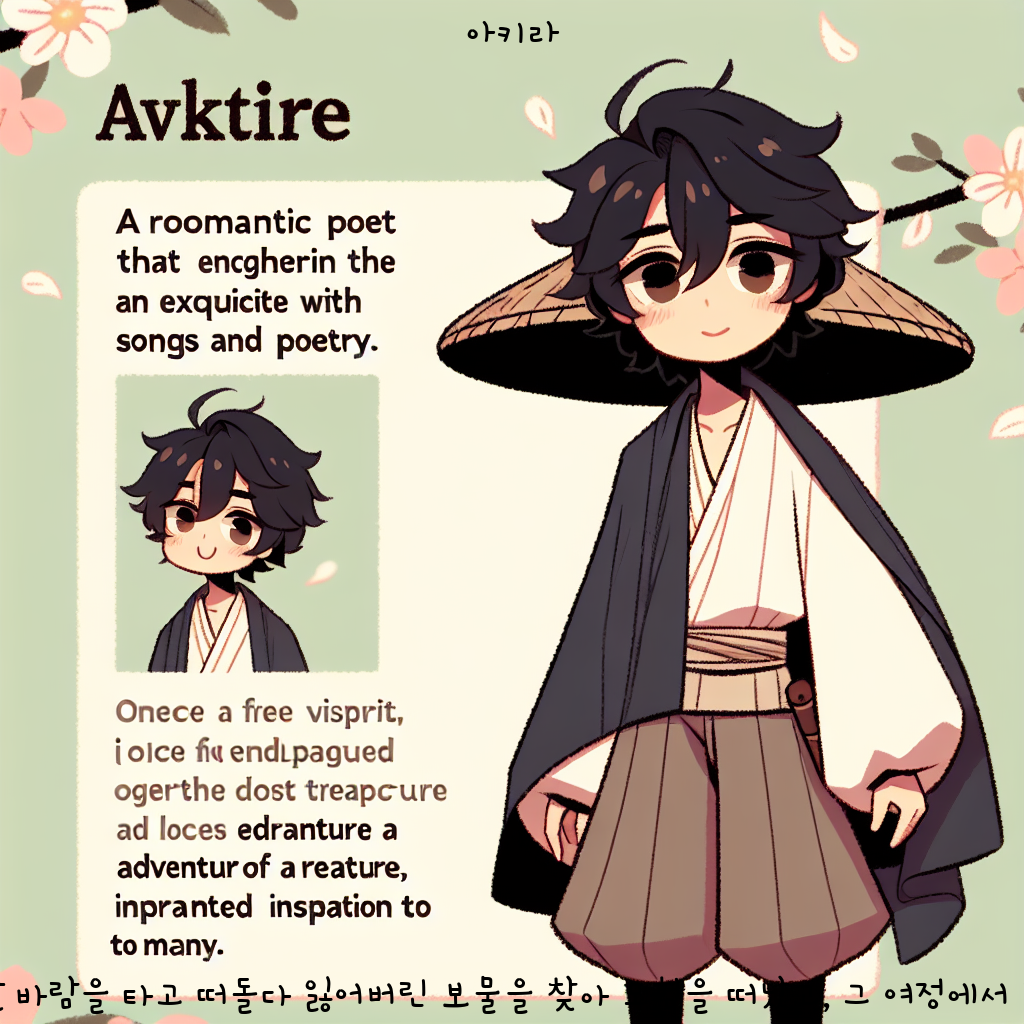 아키라
Avktire
A roomantic poet
that encgherin the
an exquicite with
songs and poetry.
Onece a free visprit,
ogerthe dost treapcure
ad loces edranture a
adventur of a reature,
inpranted inspation to
to many.
바람을 타고 떠돌다 잃어버린 보물을 찾아 그 여정에서